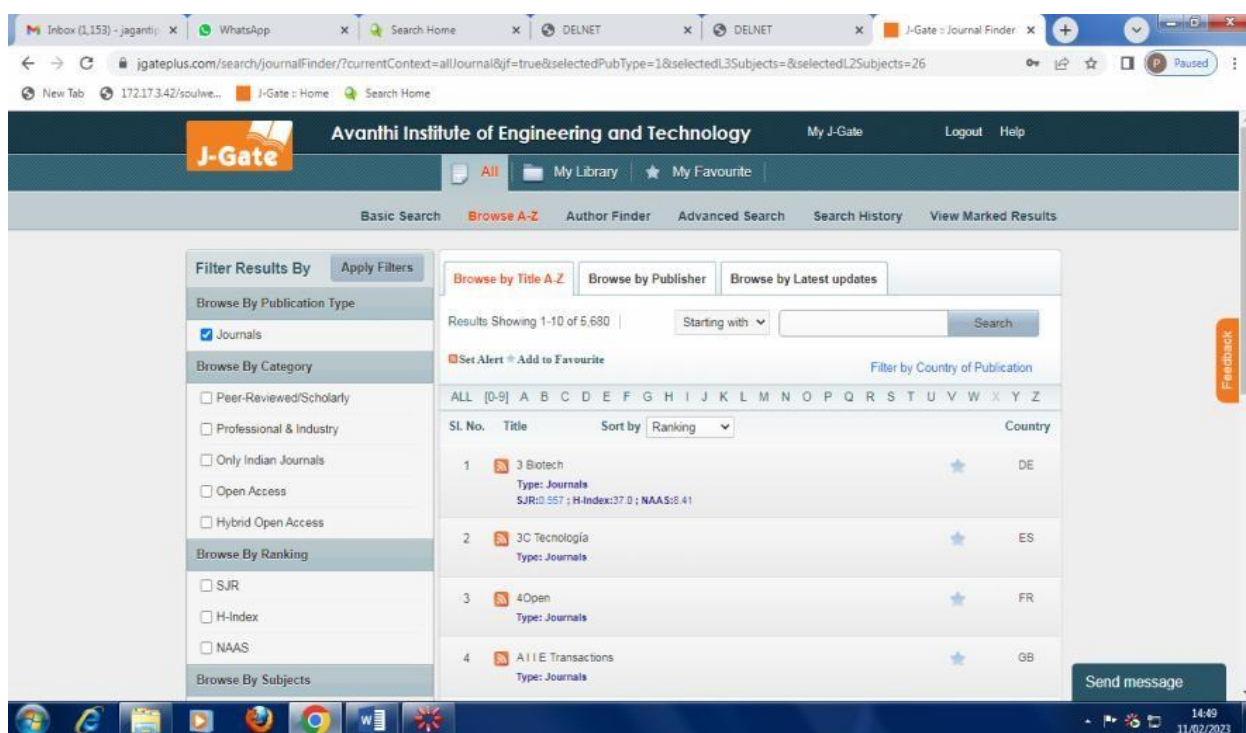 Inbox (1,153) - jagantip
WhatsApp
Search Home
DELNET
DELNET
J-Gate :: Journal Finder
jgateplus.com/search/journalFinder/?currentContext=allJournal&jf=true&selectedPubType=1&selectedL3Subjects=&selectedL2Subjects=26
Paused
New Tab
172.17.3.42/soulwe...
J-Gate :: Home
Search Home
J-Gate
Avanthi Institute of Engineering and Technology
My J-Gate
Logout
Help
All
My Library
My Favourite
Basic Search
Browse A-Z
Author Finder
Advanced Search
Search History
View Marked Results
Filter Results By
Apply Filters
Browse By Publication Type
Journals
Browse By Category
Peer-Reviewed/Scholarly
Professional & Industry
Only Indian Journals
Open Access
Hybrid Open Access
Browse By Ranking
SJR
H-Index
NAAS
Browse By Subjects
Browse by Title A-Z
Browse by Publisher
Browse by Latest updates
Results Showing 1-10 of 5,680
Starting with
Search
Set Alert
Add to Favourite
Filter by Country of Publication
ALL [0-9] A B C D E F G H I J K L M N O P Q R S T U V W X Y Z
Sl. No. Title Sort by Ranking Country
1 3 Biotech DE
Type: Journals
SJR:0.557 ; H-Index:37.0 ; NAAS:8.41
2 3C Tecnología ES
Type: Journals
3 4Open FR
Type: Journals
4 A I I E Transactions GB
Type: Journals
Feedback
Send message
14:49
11/02/2023